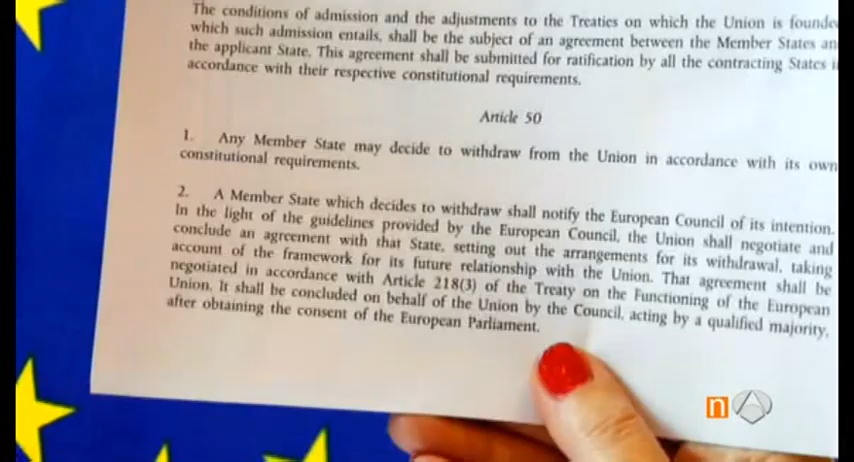 The conditions of admission and the adjustments to the Treaties on which the Union is founde
which such admission entails, shall be the subject of an agreement between the Member States an
the applicant State. This agreement shall be submitted for ratification by all the contracting States i
accordance with their respective constitutional requirements.
Article 50
1. Any Member State may decide to withdraw from the Union in accordance with its own
constitutional requirements.
2. A Member State which decides to withdraw shall notify the European Council of its intention.
In the light of the guidelines provided by the European Council, the Union shall negotiate and
conclude an agreement with that State, setting out the arrangements for its withdrawal, taking
account of the framework for its future relationship with the Union. That agreement shall be
negotiated in accordance with Article 218(3) of the Treaty on the Functioning of the European
Union. It shall be concluded on behalf of the Union by the Council, acting by a qualified majority,
after obtaining the consent of the European Parliament.
n